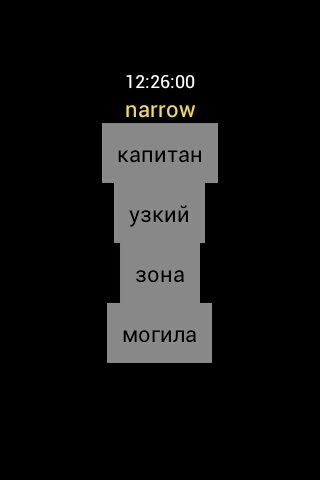 12:26:00
narrow
капитан
узкий
зона
могила